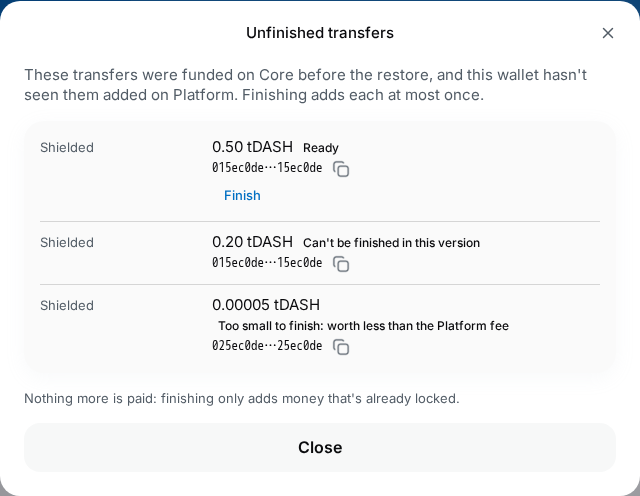 Unfinished transfers
These transfers were funded on Core before the restore, and this wallet hasn't
seen them added on Platform. Finishing adds each at most once.
Shielded 0.50 tDASH Ready
015ec0de···15ec0de
Finish
Shielded 0.20 tDASH Can't be finished in this version
015ec0de···15ec0de
Shielded 0.00005 tDASH
Too small to finish: worth less than the Platform fee
025ec0de···25ec0de
Nothing more is paid: finishing only adds money that's already locked.
Close